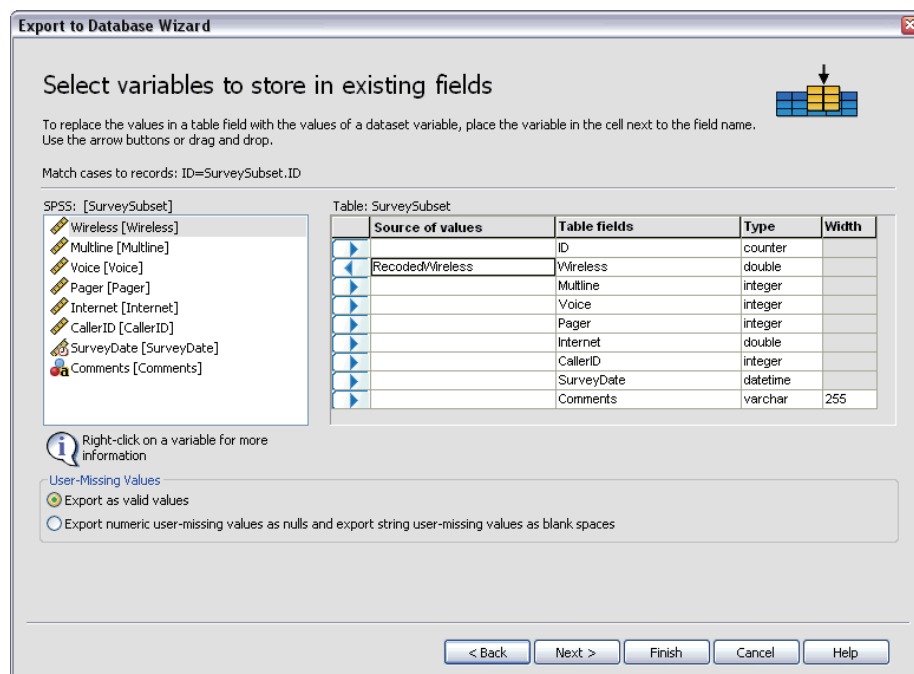 Export to Database Wizard
Select variables to store in existing fields
To replace the values in a table field with the values of a dataset variable, place the variable in the cell next to the field name.
Use the arrow buttons or drag and drop.
Match cases to records: ID=SurveySubset.ID
SPSS: [SurveySubset]
Wireless [Wireless]
Multline [Multline]
Voice [Voice]
Pager [Pager]
Internet [Internet]
CallerID [CallerID]
SurveyDate [SurveyDate]
Comments [Comments]
Table: SurveySubset
Source of values Table fields Type Width
ID counter
RecodedWireless Wireless double
Multline integer
Voice integer
Pager integer
Internet double
CallerID integer
SurveyDate datetime
Comments varchar 255
Right-click on a variable for more
information
User-Missing Values
Export as valid values
Export numeric user-missing values as nulls and export string user-missing values as blank spaces
< Back Next > Finish Cancel Help